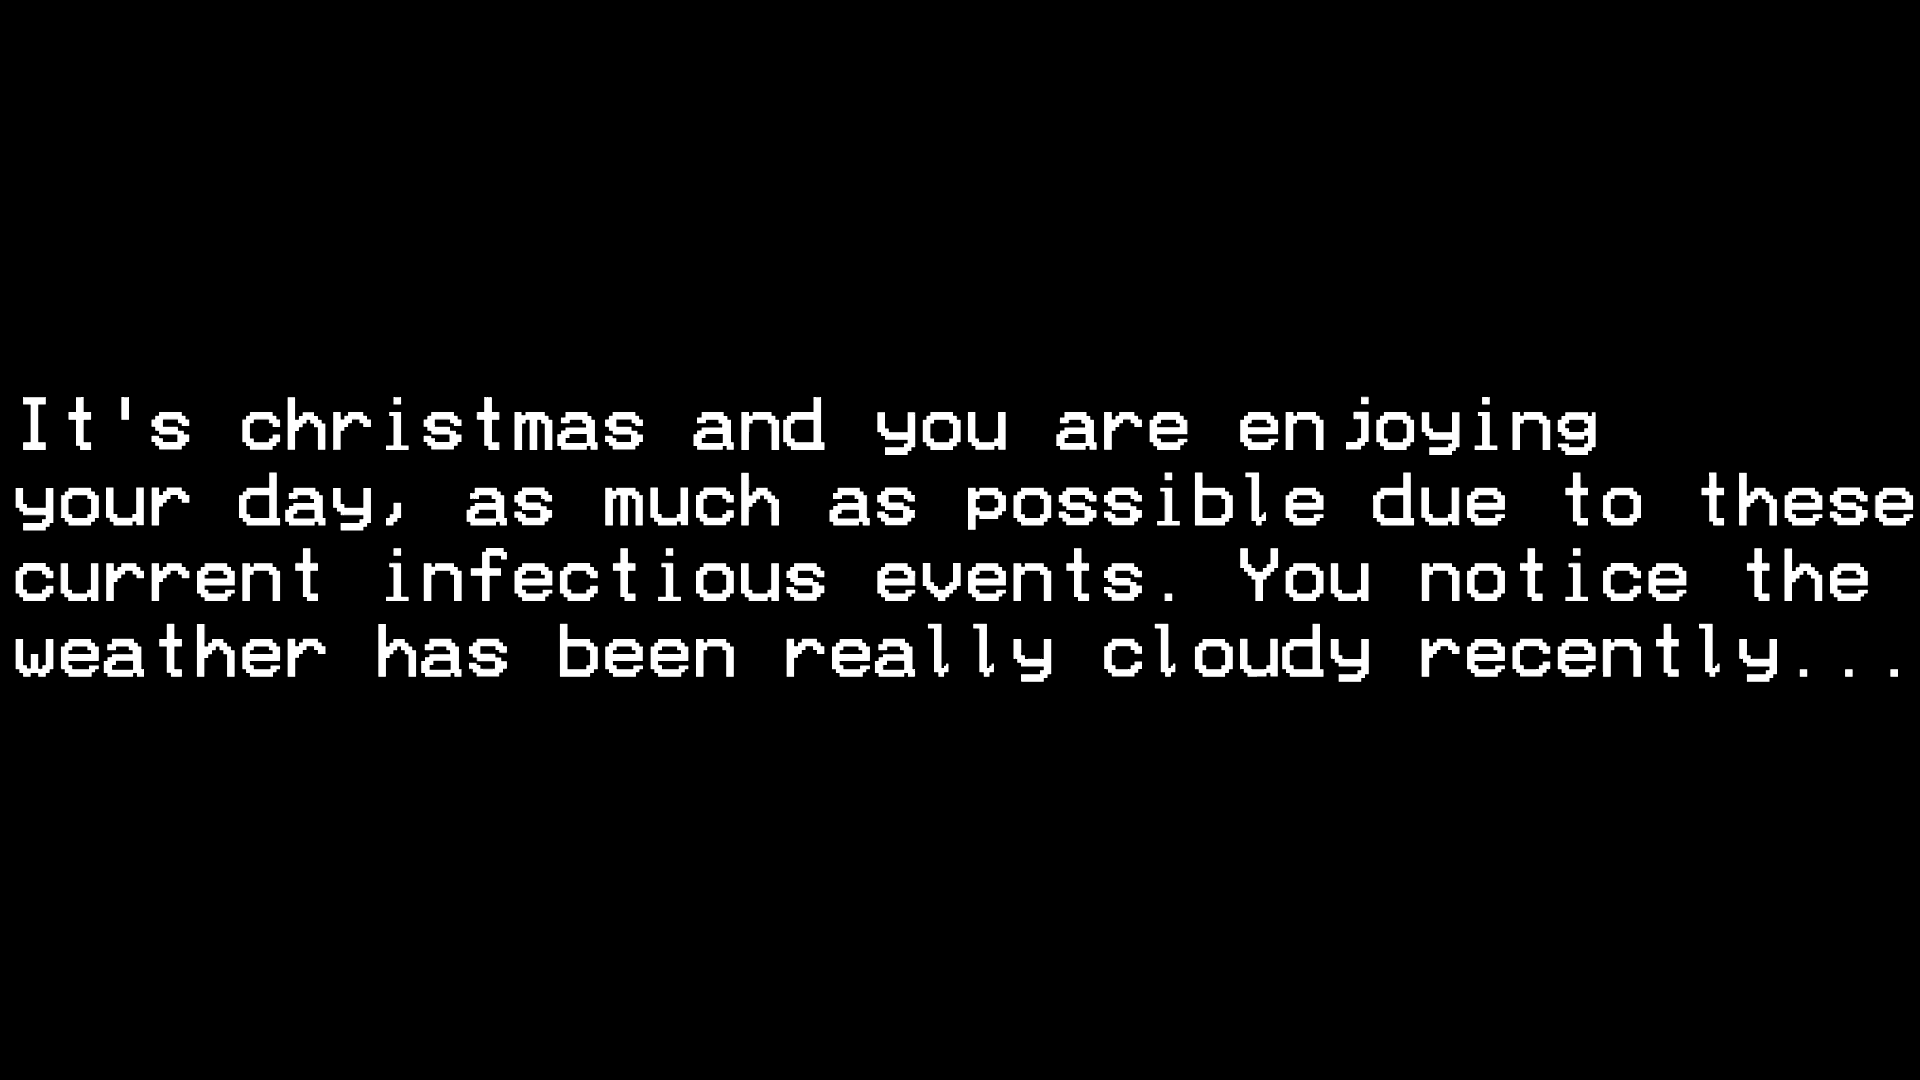 It's christmas and you are enjoying
your day, as much as possible due to these
current infectious events. You notice the
weather has been really cloudy recently...